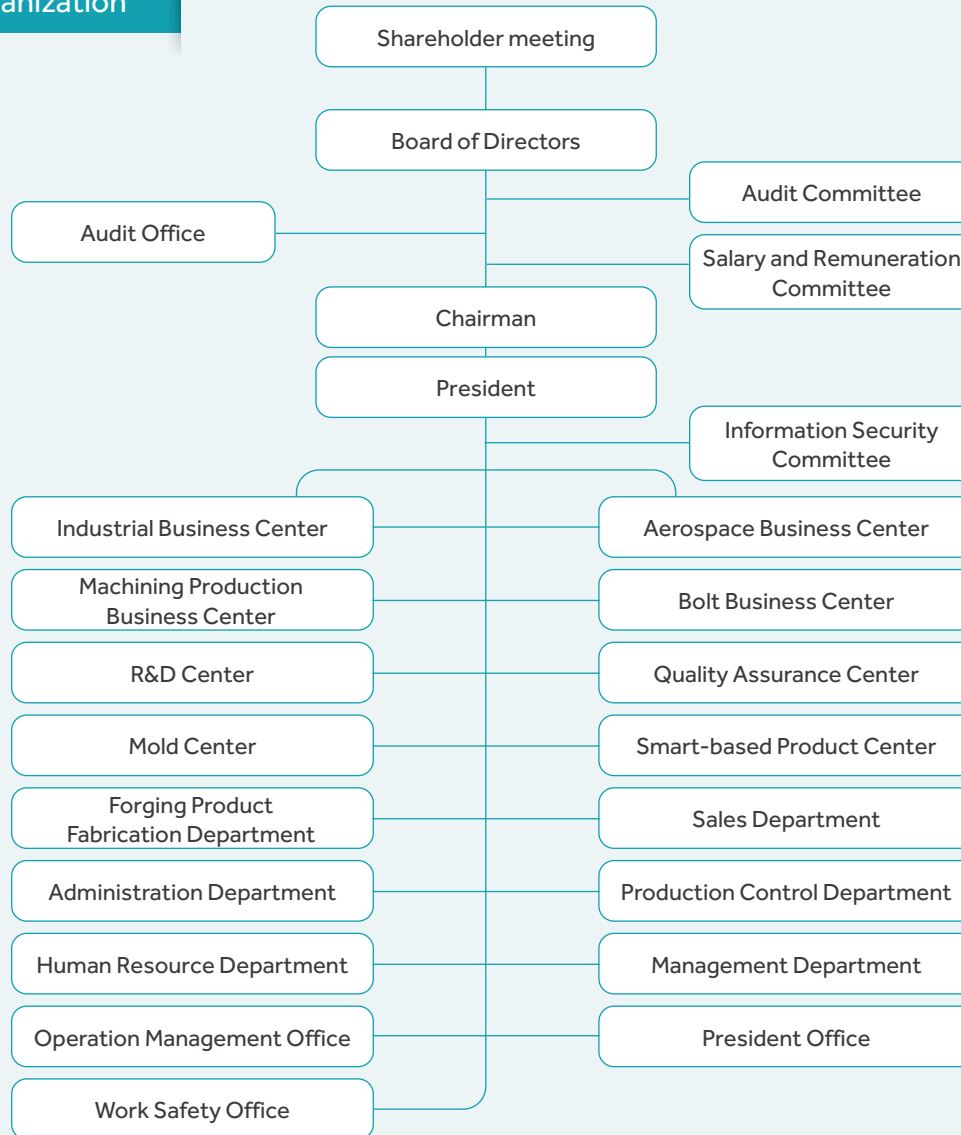 Shareholder meeting
Board of Directors
Audit Committee
Audit Office
Salary and Remuneration
Committee
Chairman
President
Information Security
Committee
Industrial Business Center
Aerospace Business Center
Machining Production
Business Center
Bolt Business Center
R&D Center
Quality Assurance Center
Mold Center
Smart-based Product Center
Forging Product
Fabrication Department
Sales Department
Administration Department
Production Control Department
Human Resource Department
Management Department
Operation Management Office
President Office
Work Safety Office